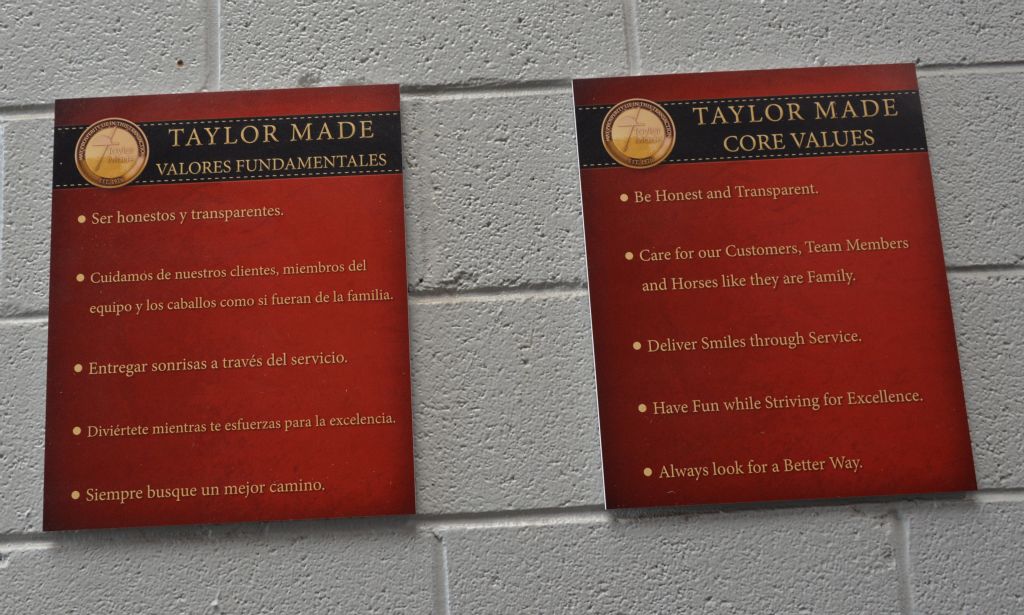 TAYLOR MADE
VALORES FUNDAMENTALES
• Ser honestos y transparentes.
• Cuidamos de nuestros clientes, miembros del
equipo y los caballos como si fueran de la familia.
• Entregar sonrisas a través del servicio.
• Diviértete mientras te esfuerzas para la excelencia.
• Siempre busque un mejor camino.
TAYLOR MADE
CORE VALUES
• Be Honest and Transparent.
• Care for our Customers, Team Members
and Horses like they are Family.
• Deliver Smiles through Service.
• Have Fun while Striving for Excellence.
• Always look for a Better Way.